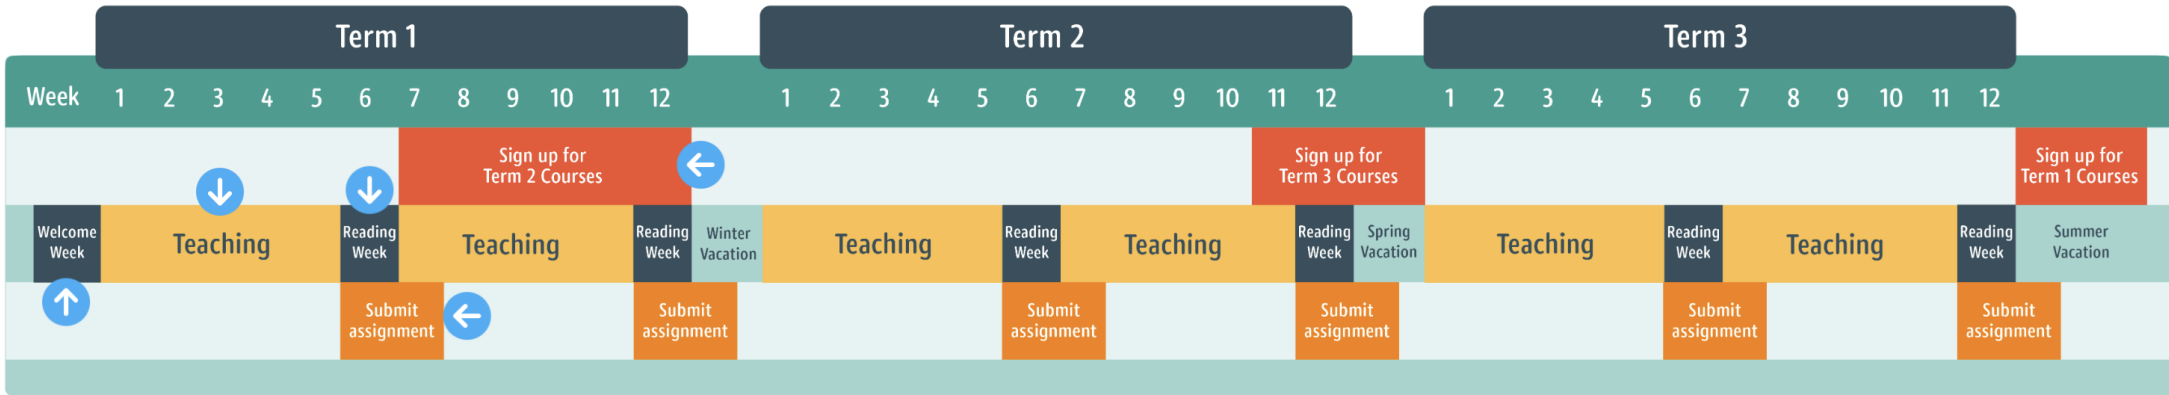 Term 1
Term 2
Term 3
Week 1 2 3 4 5 6 7 8 9 10 11 12 1 2 3 4 5 6 7 8 9 10 11 12 1 2 3 4 5 6 7 8 9 10 11 12
Sign up for
Term 2 Courses
Sign up for
Term 3 Courses
Sign up for
Term 1 Courses
Welcome
Week
Teaching
Reading
Week
Teaching
Reading
Week
Winter
Vacation
Teaching
Reading
Week
Teaching
Reading
Week
Spring
Vacation
Teaching
Reading
Week
Teaching
Reading
Week
Summer
Vacation
Submit
assignment
Submit
assignment
Submit
assignment
Submit
assignment
Submit
assignment
Submit
assignment